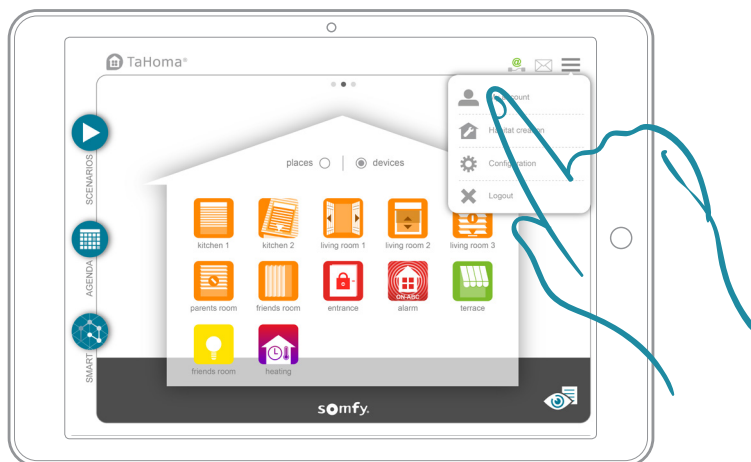 TaHoma®
@
My account
Habitat creation
Configuration
Logout
places
devices
SCENARIOS
AGENDA
SMART
kitchen 1
kitchen 2
living room 1
living room 2
living room 3
parents room
friends room
entrance
ON-ABC
alarm
terrace
friends room
heating
somfy.